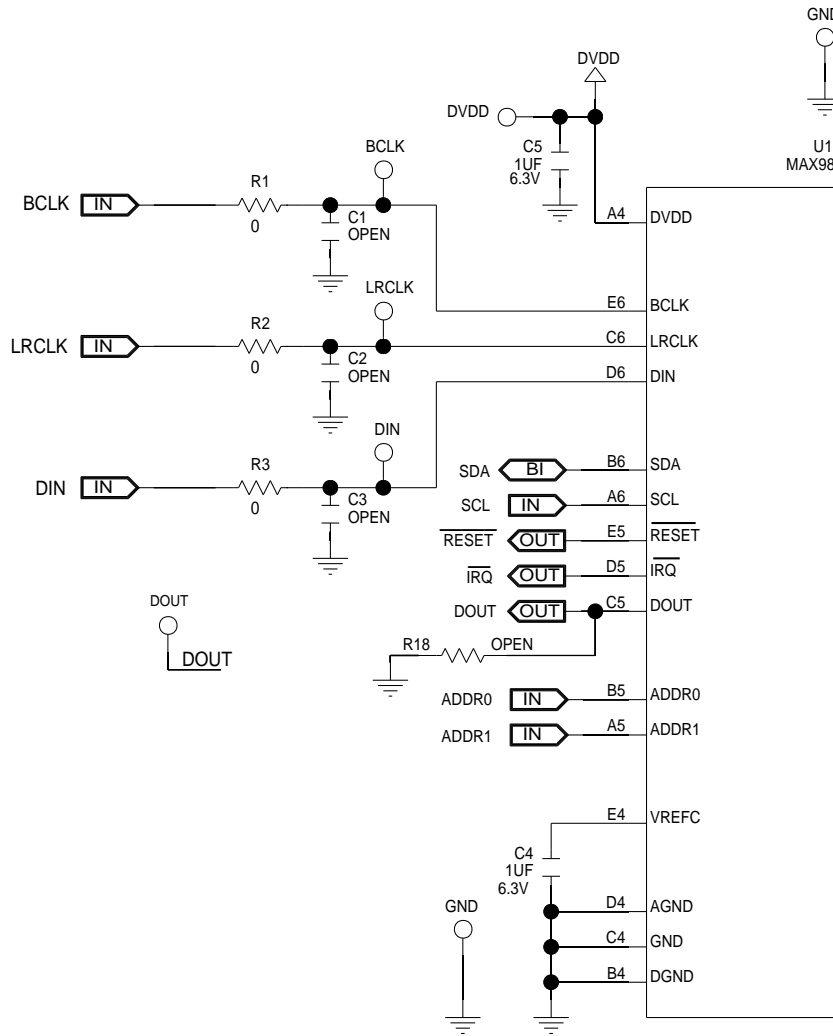 GND
DVDD
DVDD
C5
1UF
6.3V
U1
MAX98
BCLK
BCLK IN
R1
0
C1
OPEN
A4 DVDD
LRCLK
E6 BCLK
LRCLK IN
R2
0
C2
OPEN
C6 LRCLK
D6 DIN
DIN
DIN IN
R3
0
C3
OPEN
SDA BI B6 SDA
SCL IN A6 SCL
RESET OUT E5 RESET
IRQ OUT D5 IRQ
DOUT OUT C5 DOUT
DOUT
DOUT
R18 OPEN
ADDR0 IN B5 ADDR0
ADDR1 IN A5 ADDR1
E4 VREFC
C4
1UF
6.3V
GND
D4 AGND
C4 GND
B4 DGND